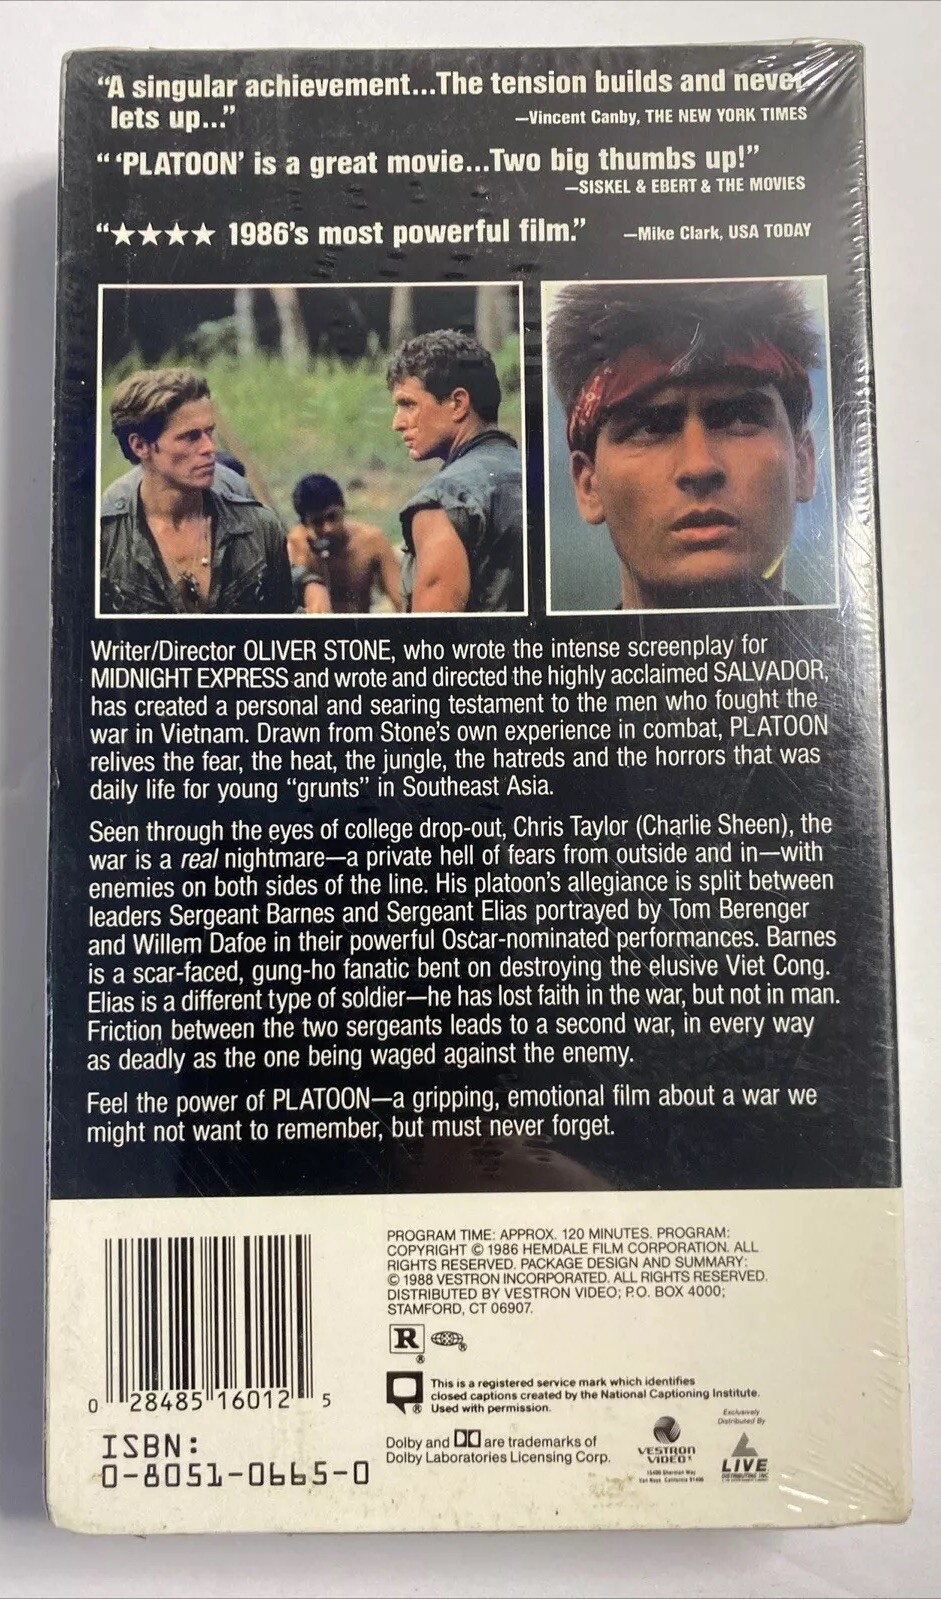 “A singular achievement...The tension builds and never
lets up...”
—Vincent Canby, THE NEW YORK TIMES
“ ‘PLATOON’ is a great movie...Two big thumbs up!”
—SISKEL & EBERT & THE MOVIES
“★★★★ 1986’s most powerful film.” —Mike Clark, USA TODAY
Writer/Director OLIVER STONE, who wrote the intense screenplay for
MIDNIGHT EXPRESS and wrote and directed the highly acclaimed SALVADOR,
has created a personal and searing testament to the men who fought the
war in Vietnam. Drawn from Stone’s own experience in combat, PLATOON
relives the fear, the heat, the jungle, the hatreds and the horrors that was
daily life for young “grunts” in Southeast Asia.
Seen through the eyes of college drop-out, Chris Taylor (Charlie Sheen), the
war is a real nightmare—a private hell of fears from outside and in—with
enemies on both sides of the line. His platoon’s allegiance is split between
leaders Sergeant Barnes and Sergeant Elias portrayed by Tom Berenger
and Willem Dafoe in their powerful Oscar-nominated performances. Barnes
is a scar-faced, gung-ho fanatic bent on destroying the elusive Viet Cong.
Elias is a different type of soldier—he has lost faith in the war, but not in man.
Friction between the two sergeants leads to a second war, in every way
as deadly as the one being waged against the enemy.
Feel the power of PLATOON—a gripping, emotional film about a war we
might not want to remember, but must never forget.
PROGRAM TIME: APPROX. 120 MINUTES. PROGRAM:
COPYRIGHT © 1986 HEMDALE FILM CORPORATION. ALL
RIGHTS RESERVED. PACKAGE DESIGN AND SUMMARY:
© 1988 VESTRON INCORPORATED. ALL RIGHTS RESERVED.
DISTRIBUTED BY VESTRON VIDEO; P.O. BOX 4000;
STAMFORD, CT 06907.
R ®
®
This is a registered service mark which identifies
closed captions created by the National Captioning Institute.
® Used with permission.
Dolby and DD are trademarks of
Dolby Laboratories Licensing Corp.
VESTRON
VIDEO
15400 Sherman Way
Van Nuys, California 91406
Exclusively
Distributed By
LIVE
DISTRIBUTING INC.
0 28485 16012 5
ISBN:
0-8051-0665-0